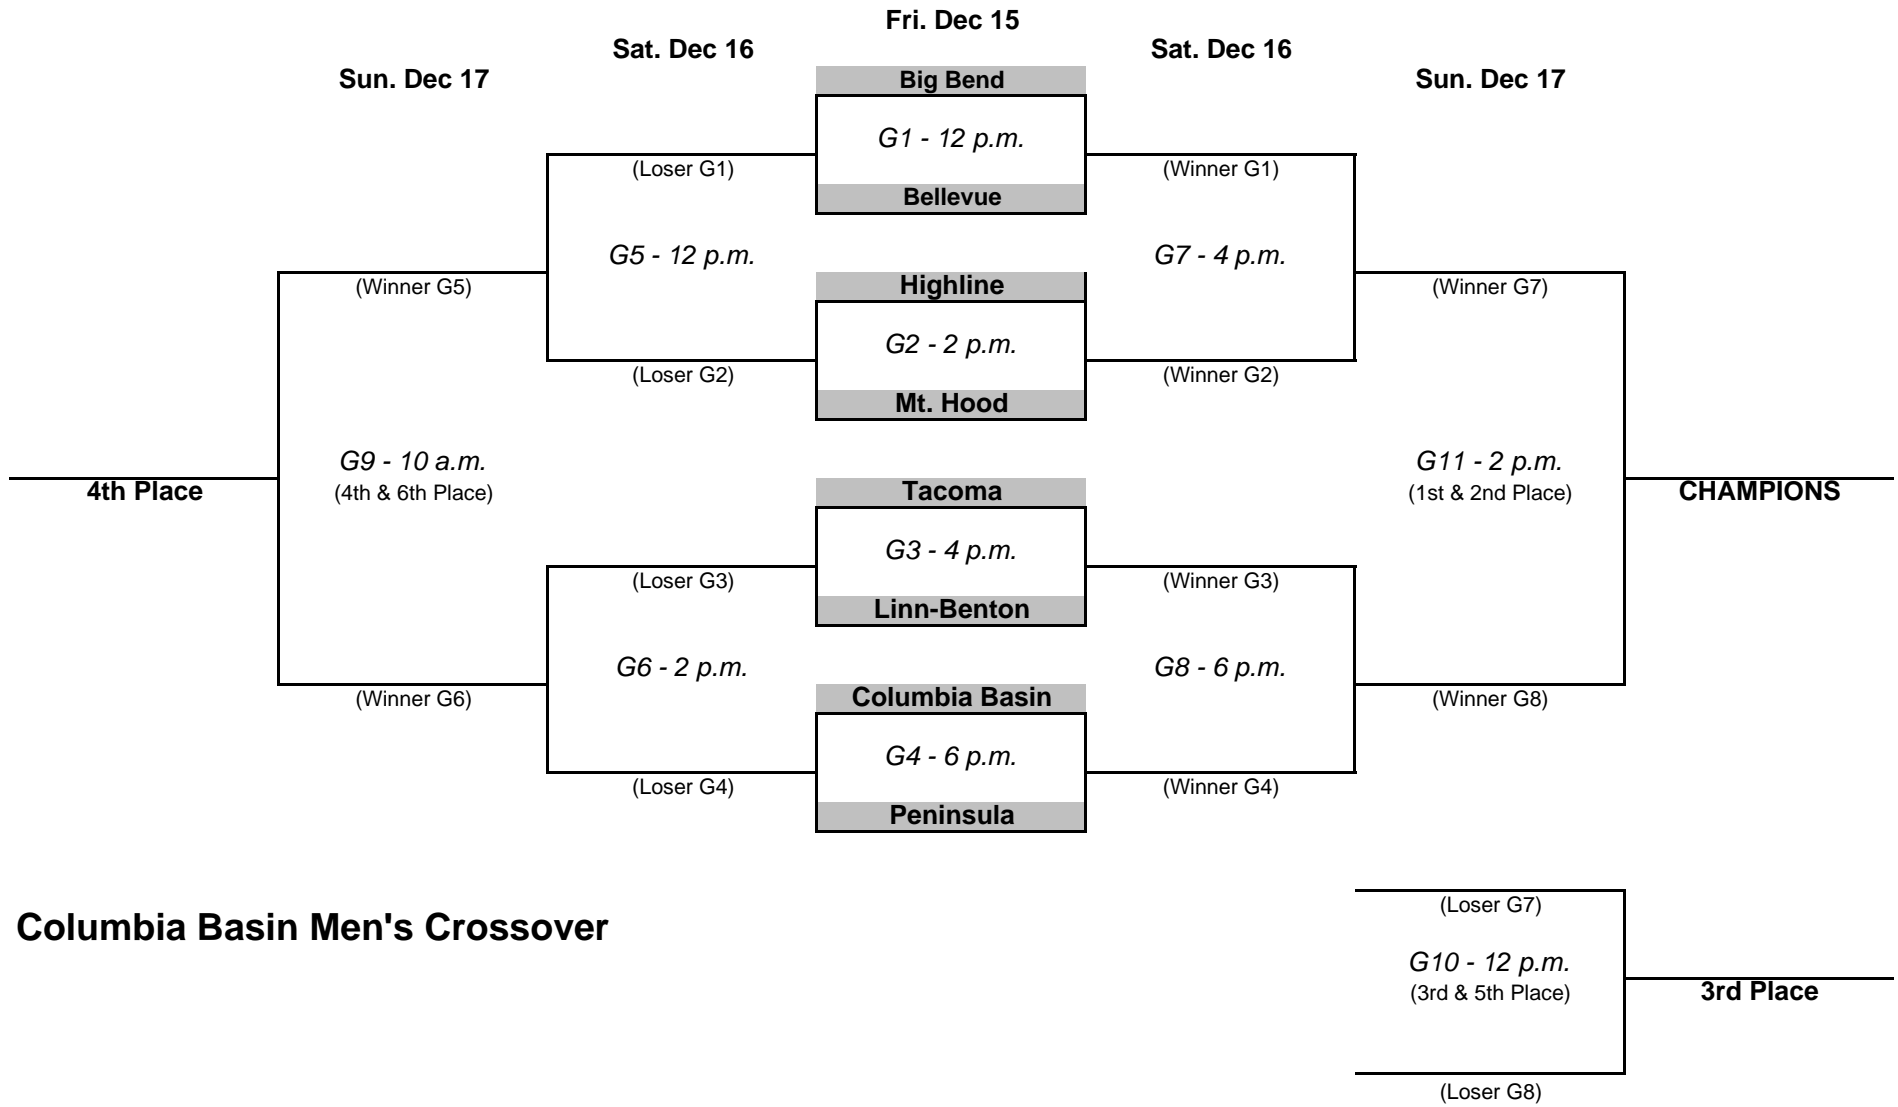 Fri. Dec 15
Sat. Dec 16
Sat. Dec 16
Sun. Dec 17
Big Bend
Sun. Dec 17
G1 - 12 p.m.
(Loser G1)
(Winner G1)
Bellevue
G5 - 12 p.m.
G7 - 4 p.m.
(Winner G5)
Highline
(Winner G7)
G2 - 2 p.m.
(Loser G2)
(Winner G2)
Mt. Hood
G9 - 10 a.m.
G11 - 2 p.m.
4th Place
(4th & 6th Place)
Tacoma
(1st & 2nd Place)
CHAMPIONS
G3 - 4 p.m.
(Loser G3)
(Winner G3)
Linn-Benton
G6 - 2 p.m.
G8 - 6 p.m.
(Winner G6)
Columbia Basin
(Winner G8)
G4 - 6 p.m.
(Loser G4)
(Winner G4)
Peninsula
(Loser G7)
Columbia Basin Men's Crossover
G10 - 12 p.m.
(3rd & 5th Place)
3rd Place
(Loser G8)